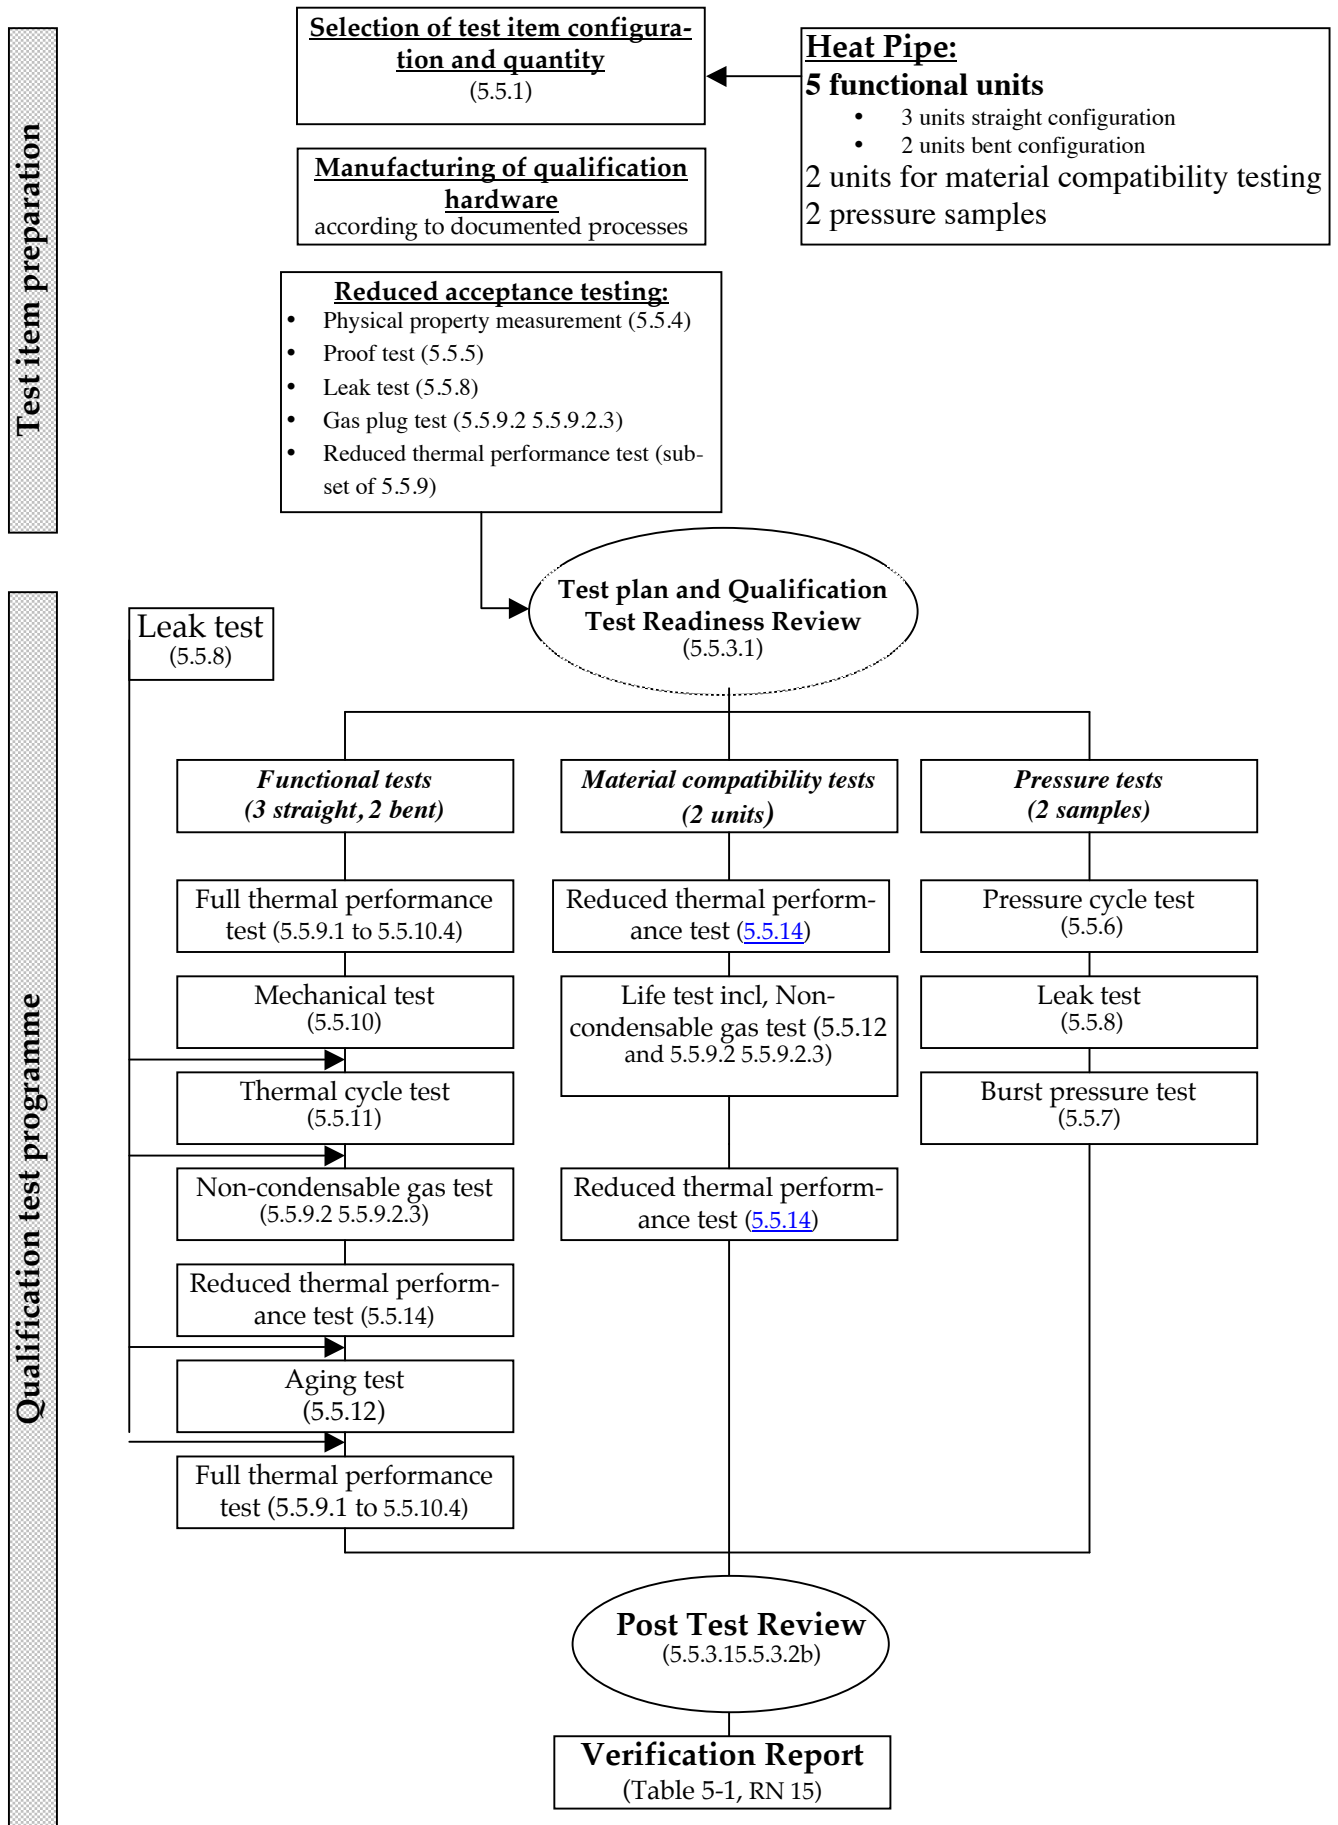 Test item preparation
Selection of test item configura-
tion and quantity
(5.5.1)
Heat Pipe:
5 functional units
• 3 units straight configuration
• 2 units bent configuration
2 units for material compatibility testing
2 pressure samples
Manufacturing of qualification
hardware
according to documented processes
Reduced acceptance testing:
• Physical property measurement (5.5.4)
• Proof test (5.5.5)
• Leak test (5.5.8)
• Gas plug test (5.5.9.2 5.5.9.2.3)
• Reduced thermal performance test (sub-
set of 5.5.9)
Test plan and Qualification
Test Readiness Review
(5.5.3.1)
Qualification test programme
Leak test
(5.5.8)
Functional tests
(3 straight, 2 bent)
Full thermal performance
test (5.5.9.1 to 5.5.10.4)
Mechanical test
(5.5.10)
Thermal cycle test
(5.5.11)
Non-condensable gas test
(5.5.9.2 5.5.9.2.3)
Reduced thermal perform-
ance test (5.5.14)
Aging test
(5.5.12)
Full thermal performance
test (5.5.9.1 to 5.5.10.4)
Material compatibility tests
(2 units)
Reduced thermal perform-
ance test (5.5.14)
Life test incl, Non-
condensable gas test (5.5.12
and 5.5.9.2 5.5.9.2.3)
Reduced thermal perform-
ance test (5.5.14)
Pressure tests
(2 samples)
Pressure cycle test
(5.5.6)
Leak test
(5.5.8)
Burst pressure test
(5.5.7)
Post Test Review
(5.5.3.15.5.3.2b)
Verification Report
(Table 5-1, RN 15)